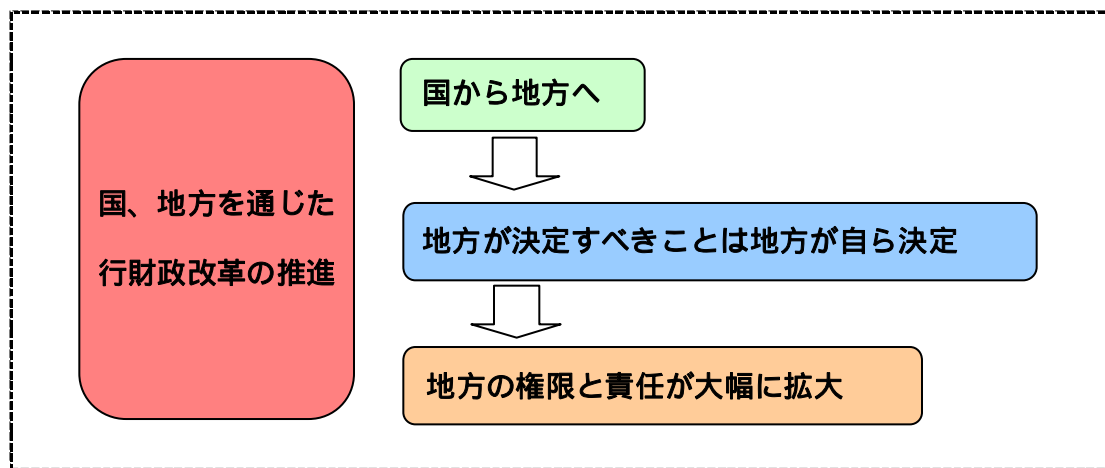 国、地方を通じた
行財政改革の推進
国から地方へ
地方が決定すべきことは地方が自ら決定
地方の権限と責任が大幅に拡大